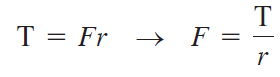 Τ = Fr → F = Τ/r